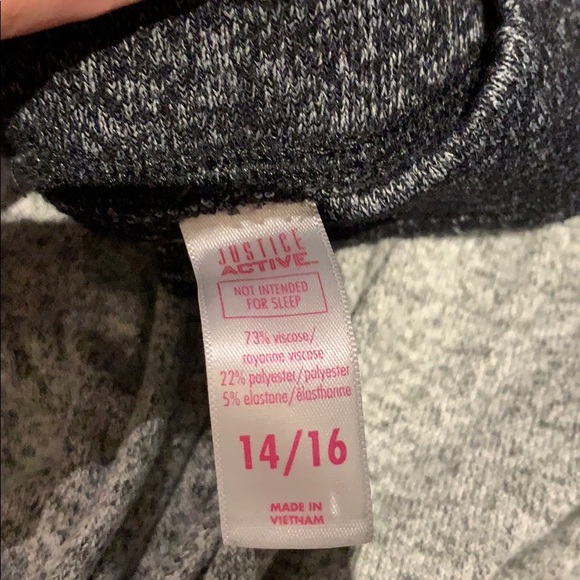 JUSTICE
ACTIVE™
NOT INTENDED
FOR SLEEP
73% viscose/
rayonne viscose
22% polyester/polyester
5% elastane/élasthanne
14/16
MADE IN
VIETNAM